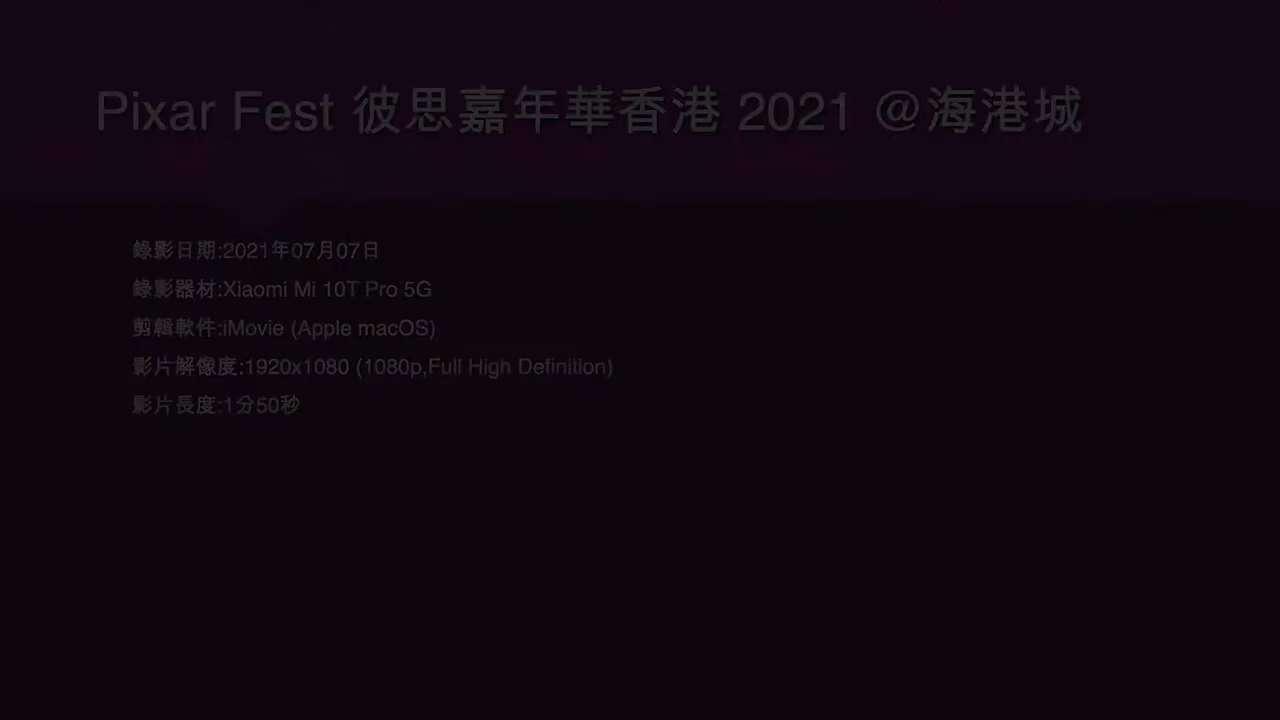 Pixar Fest 彼思嘉年華香港 2021 @海港城
錄影日期:2021年07月07日
錄影器材:Xiaomi Mi 10T Pro 5G
剪輯軟件:iMovie (Apple macOS)
影片解像度:1920x1080 (1080p,Full High Definition)
影片長度:1分50秒